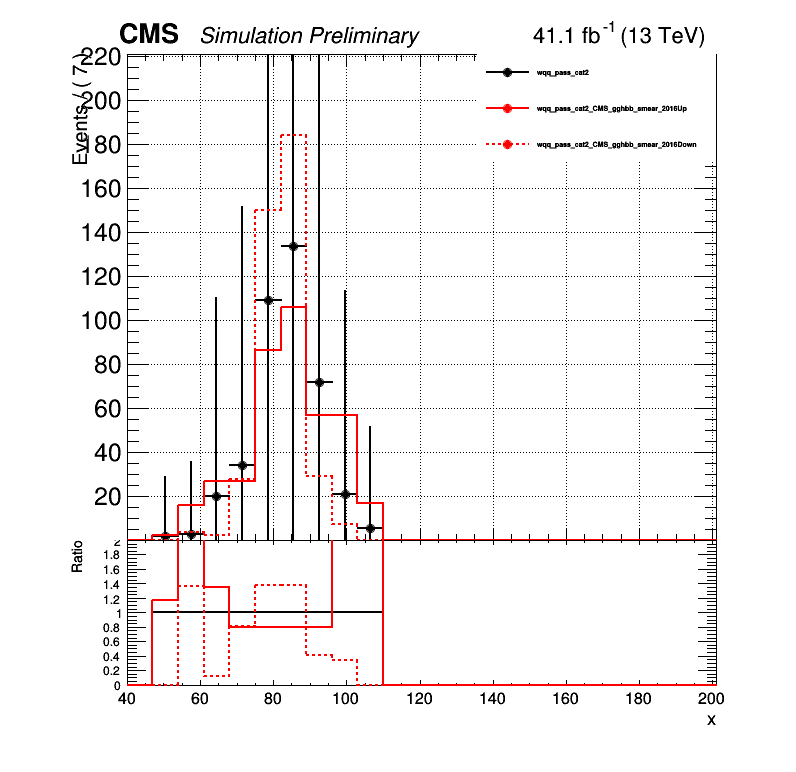 CMS Simulation Preliminary 41.1 fb-1 (13 TeV)
Events / ( 7 )
220
200
180
160
140
120
100
80
60
40
20
wqq_pass_cat2
wqq_pass_cat2_CMS_gghbb_smear_2016Up
wqq_pass_cat2_CMS_gghbb_smear_2016Down
Ratio
2
1.8
1.6
1.4
1.2
1
0.8
0.6
0.4
0.2
0
40 60 80 100 120 140 160 180 200
x